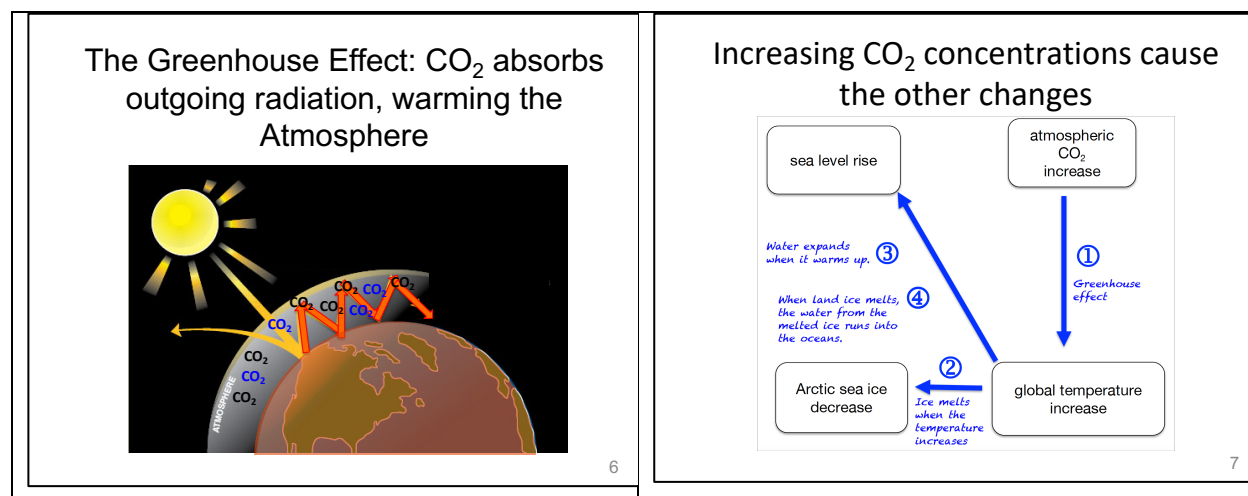 The Greenhouse Effect: CO₂ absorbs
outgoing radiation, warming the
Atmosphere
CO₂
CO₂
CO₂
CO₂
CO₂
CO₂
CO₂
CO₂
CO₂
CO₂
ATMOSPHERE
6
Increasing CO₂ concentrations cause
the other changes
sea level rise
atmospheric
CO₂
increase
Water expands
when it warms up.
③
①
Greenhouse
effect
When land ice melts,
the water from the
melted ice runs into
the oceans.
④
②
Arctic sea ice
decrease
Ice melts
when the
temperature
increases
global temperature
increase
7